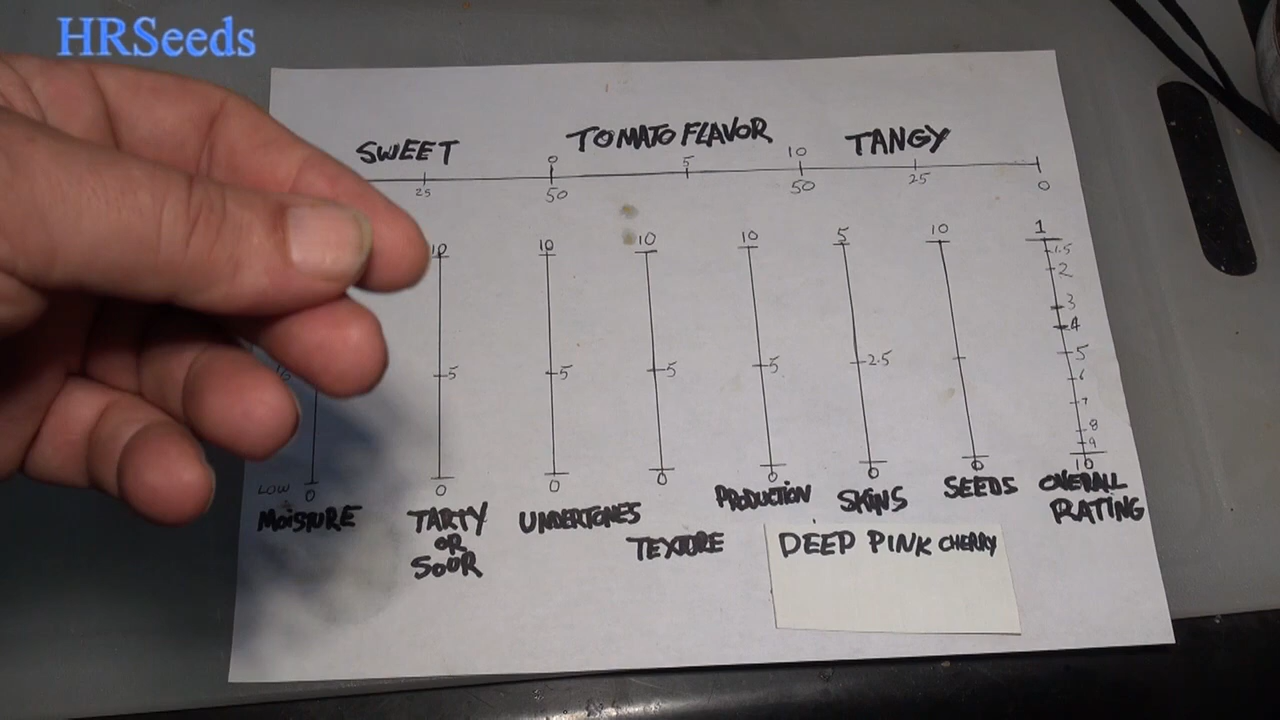 HRSeeds
SWEET TOMATO FLAVOR TANGY
0 5 10
25 50 50 25 0
10 10 10 10 5 10 1
1.5
2
3
4
5 5 5 5 2.5 5
6
7
8
9
LOW 0 0 0 0 0 0 0 10
MOISTURE TARTY OR SOUR UNDERTONES TEXTURE PRODUCTION SKINS SEEDS OVERALL RATING
DEEP PINK CHERRY